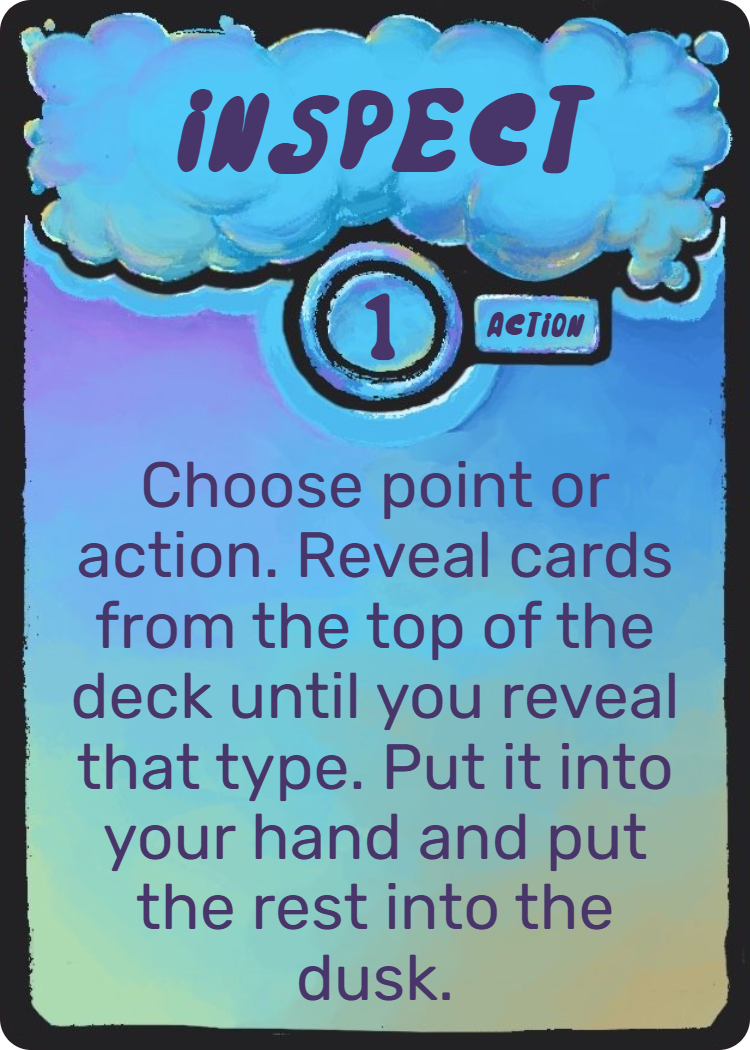 INSPECT
1
ACTION
Choose point or
action. Reveal cards
from the top of the
deck until you reveal
that type. Put it into
your hand and put
the rest into the
dusk.